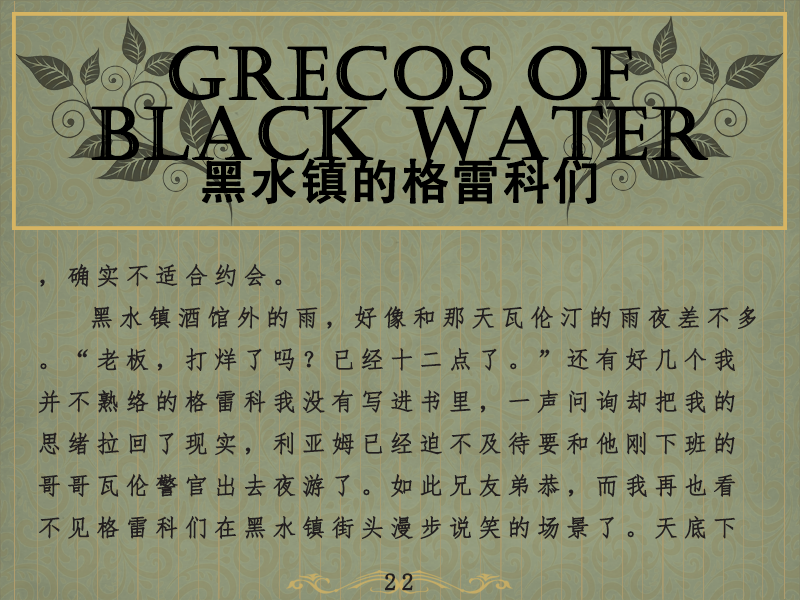 GRECOS OF
BLACK WATER
黑水镇的格雷科们
，确实不适合约会。
黑水镇酒馆外的雨，好像和那天瓦伦汀的雨夜差不多
。“老板，打烊了吗？已经十二点了。”还有好几个我
并不熟络的格雷科我没有写进书里，一声问询却把我的
思绪拉回了现实，利亚姆已经迫不及待要和他刚下班的
哥哥瓦伦警官出去夜游了。如此兄友弟恭，而我再也看
不见格雷科们在黑水镇街头漫步说笑的场景了。天底下
22